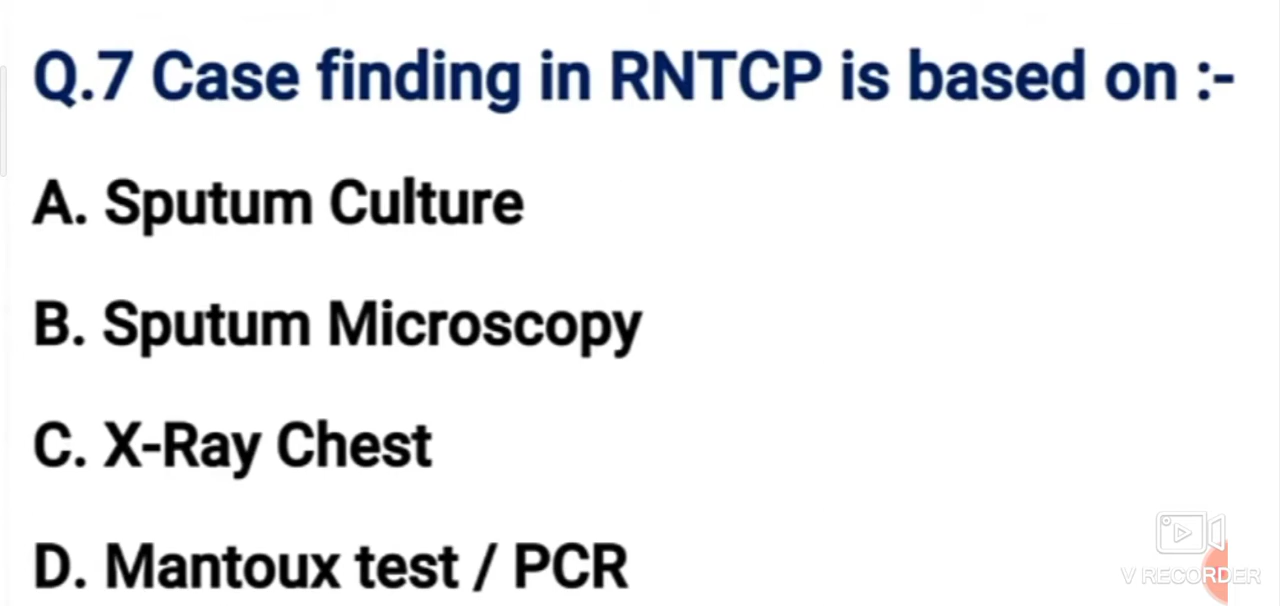 Q.7 Case finding in RNTCP is based on :-
A. Sputum Culture
B. Sputum Microscopy
C. X-Ray Chest
D. Mantoux test / PCR
V RECORDER